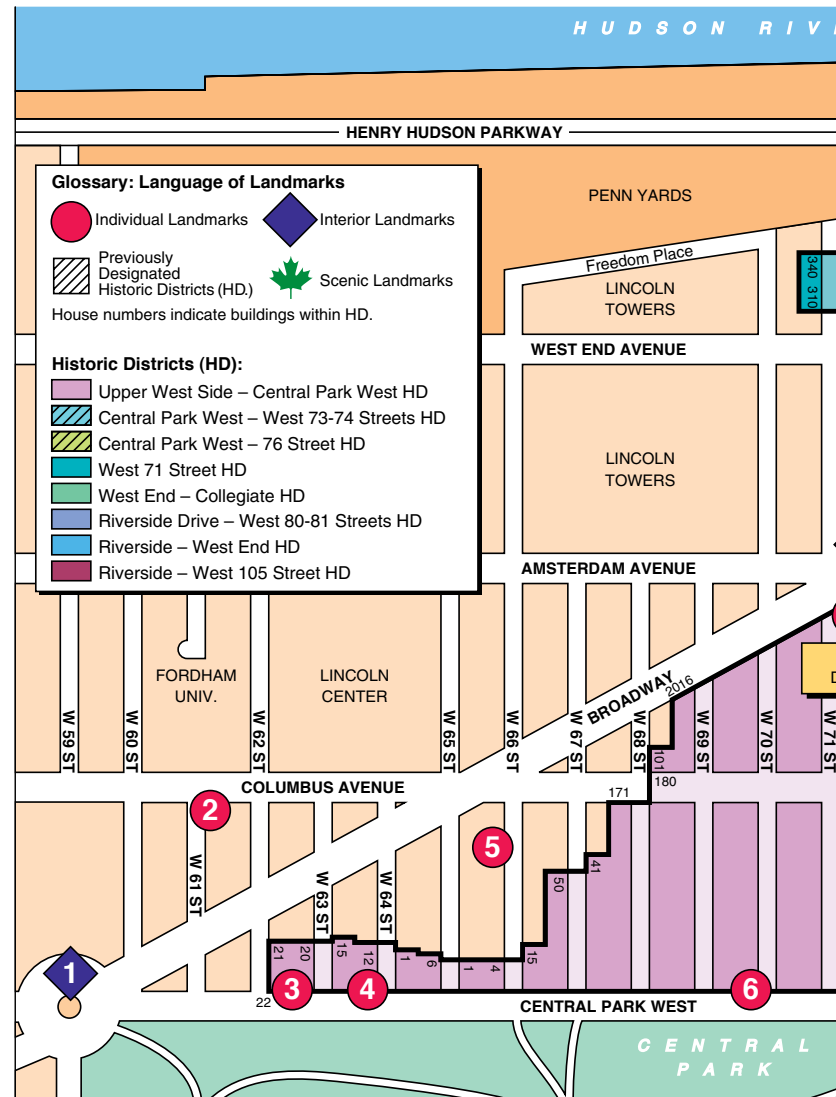 HUDSON RIV
HENRY HUDSON PARKWAY
PENN YARDS
Freedom Place
LINCOLN
TOWERS
340
310
WEST END AVENUE
LINCOLN
TOWERS
AMSTERDAM AVENUE
Glossary: Language of Landmarks
Individual Landmarks
Interior Landmarks
Previously
Designated
Historic Districts (HD.)
Scenic Landmarks
House numbers indicate buildings within HD.
Historic Districts (HD):
Upper West Side – Central Park West HD
Central Park West – West 73-74 Streets HD
Central Park West – 76 Street HD
West 71 Street HD
West End – Collegiate HD
Riverside Drive – West 80-81 Streets HD
Riverside – West End HD
Riverside – West 105 Street HD
FORDHAM
UNIV.
LINCOLN
CENTER
BROADWAY
2016
D
W 59 ST
W 60 ST
W 62 ST
W 65 ST
W 66 ST
W 67 ST
W 68 ST
W 69 ST
W 70 ST
W 71 ST
101
180
171
COLUMBUS AVENUE
2
5
W 61 ST
W 63 ST
W 64 ST
41
50
21
20
15
12
1
6
1
4
15
1
3
4
6
22
CENTRAL PARK WEST
CENTRAL
PARK